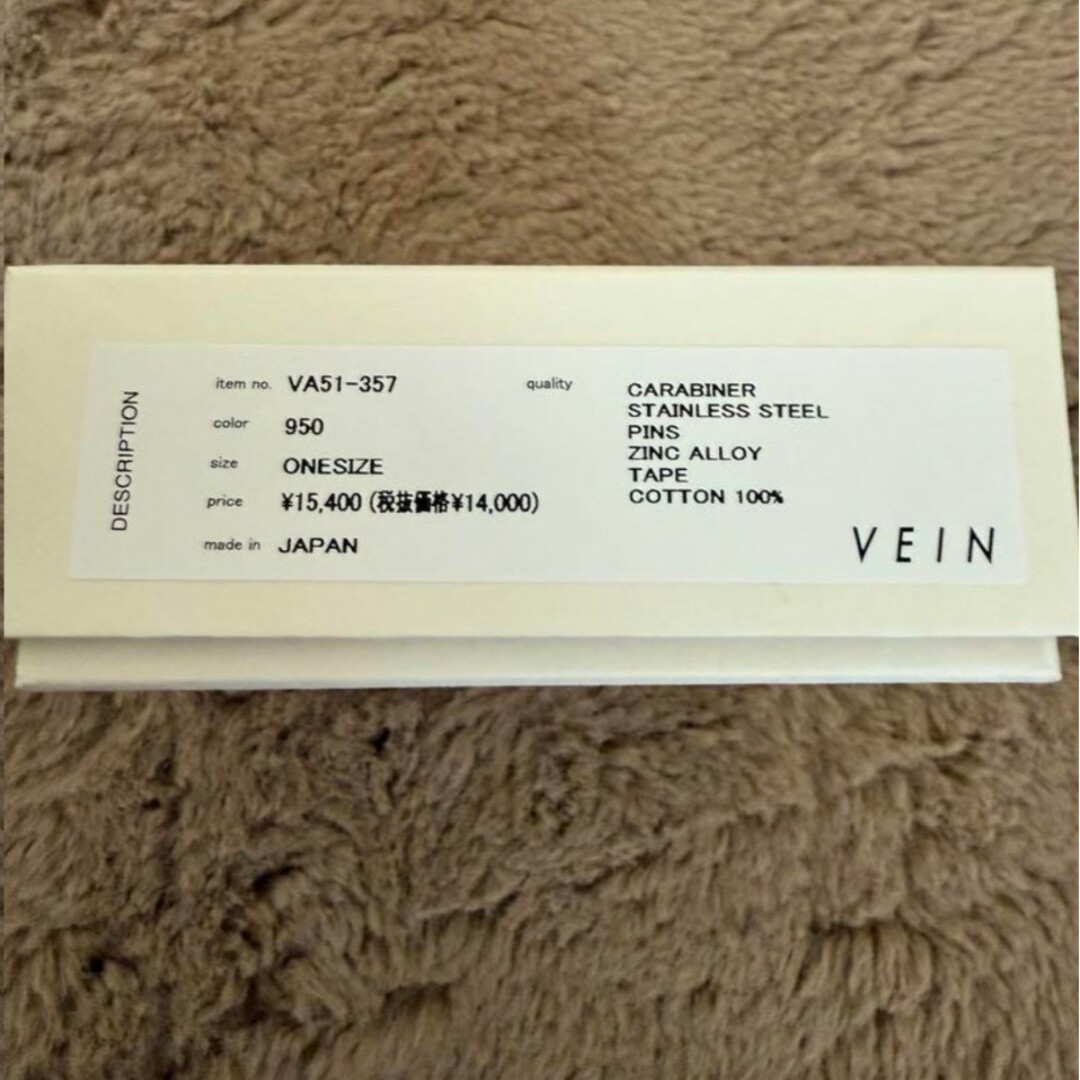 DESCRIPTION
item no. VA51-357
color 950
size ONESIZE
price ¥15,400 (税抜価格¥14,000)
made in JAPAN
quality CARABINER
STAINLESS STEEL
PINS
ZINC ALLOY
TAPE
COTTON 100%
VEIN